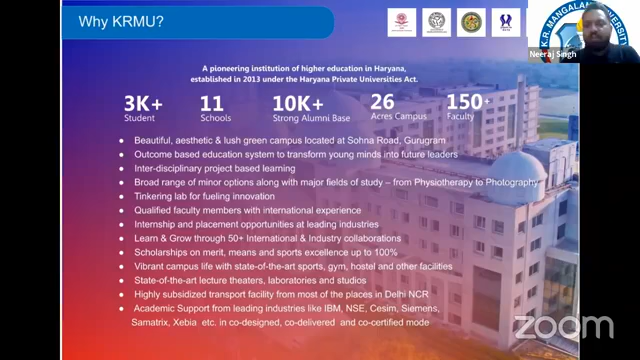 Why KRMU?
A pioneering institution of higher education in Haryana,
established in 2013 under the Haryana Private Universities Act.
3K+
Student
11
Schools
10K+
Strong Alumni Base
26
Acres Campus
150+
Faculty
● Beautiful, aesthetic & lush green campus located at Sohna Road, Gurugram
● Outcome based education system to transform young minds into future leaders
● Inter-disciplinary project based learning
● Broad range of minor options along with major fields of study – from Physiotherapy to Photography
● Tinkering lab for fueling innovation
● Qualified faculty members with international experience
● Internship and placement opportunities at leading industries
● Learn & Grow through 50+ International & Industry collaborations
● Scholarships on merit, means and sports excellence up to 100%
● Vibrant campus life with state-of-the-art sports, gym, hostel and other facilities
● State-of-the-art lecture theaters, laboratories and studios
● Highly subsidized transport facility from most of the places in Delhi NCR
● Academic Support from leading industries like IBM, NSE, Cesim, Siemens,
Samatrix, Xebia etc. in co-designed, co-delivered and co-certified mode
K.R. MANGALAM UNIVERSITY
Neeraj Singh
zoom